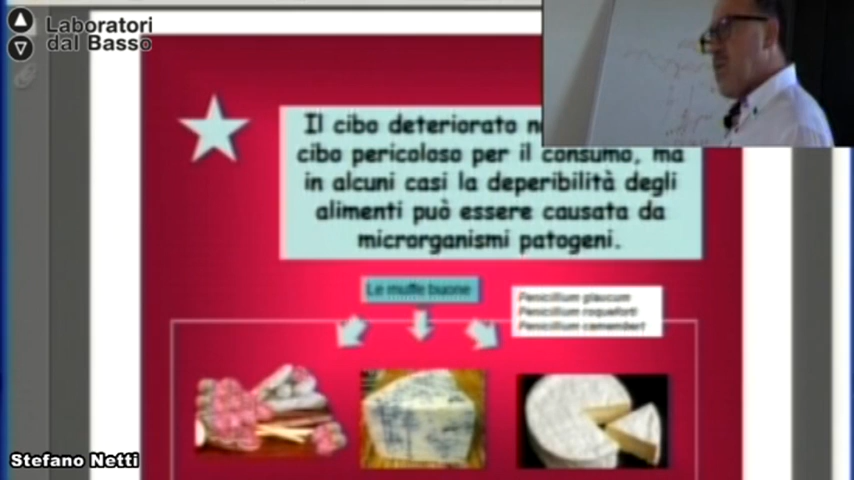 Laboratori
dal Basso
Il cibo deteriorato
cibo pericoloso per il consumo, ma
in alcuni casi la deperibilità degli
alimenti può essere causata da
microrganismi patogeni.
Le muffe buone
Penicillium glaucum
Penicillium roqueforti
Penicillium camembert
Stefano Netti